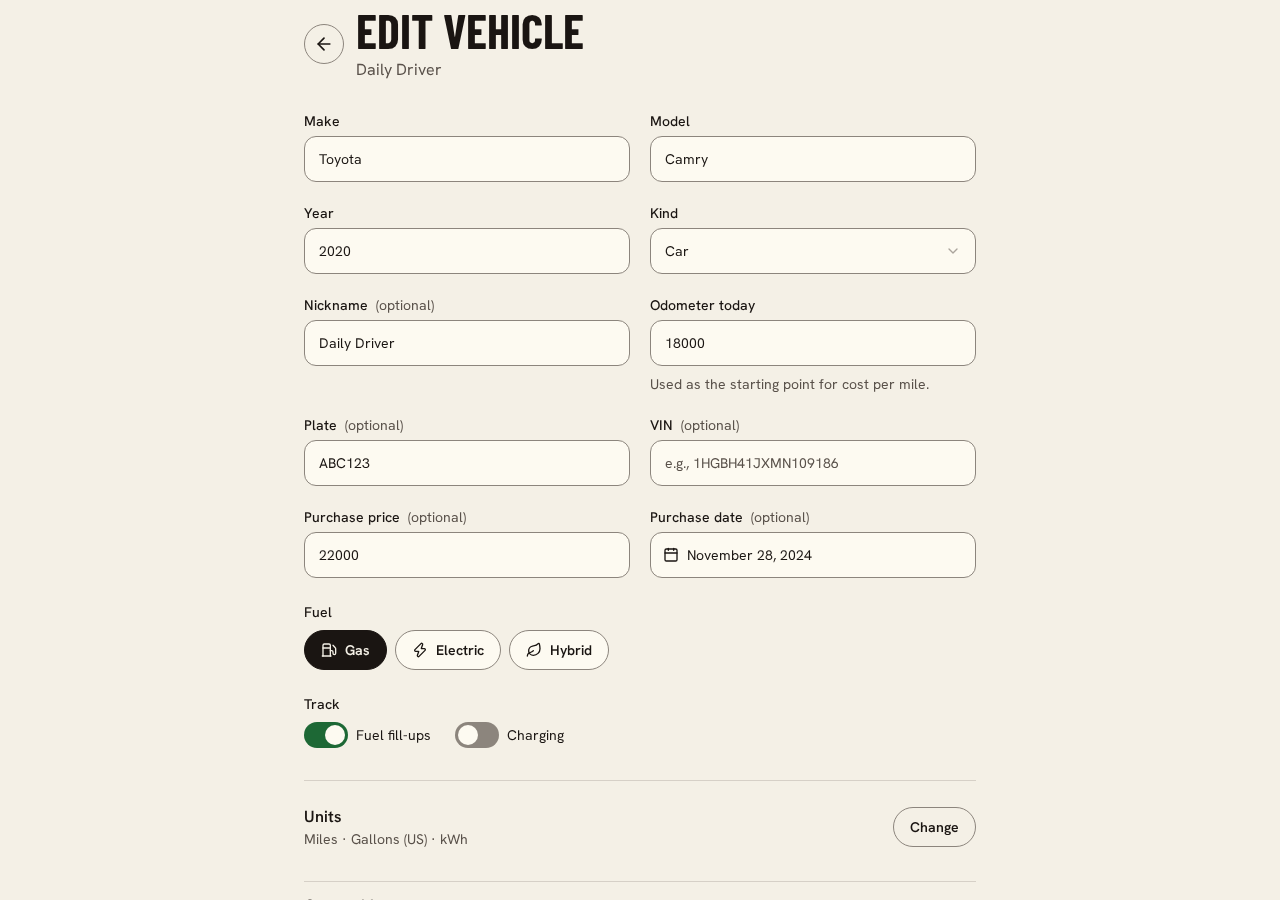 EDIT VEHICLE
Daily Driver
Make
Model
Toyota
Camry
Year
Kind
2020
Car
Nickname (optional)
Odometer today
Daily Driver
18000
Used as the starting point for cost per mile.
Plate (optional)
VIN (optional)
ABC123
e.g., 1HGBH41JXMN109186
Purchase price (optional)
Purchase date (optional)
22000
November 28, 2024
Fuel
Gas
Electric
Hybrid
Track
Fuel fill-ups
Charging
Units
Miles · Gallons (US) · kWh
Change